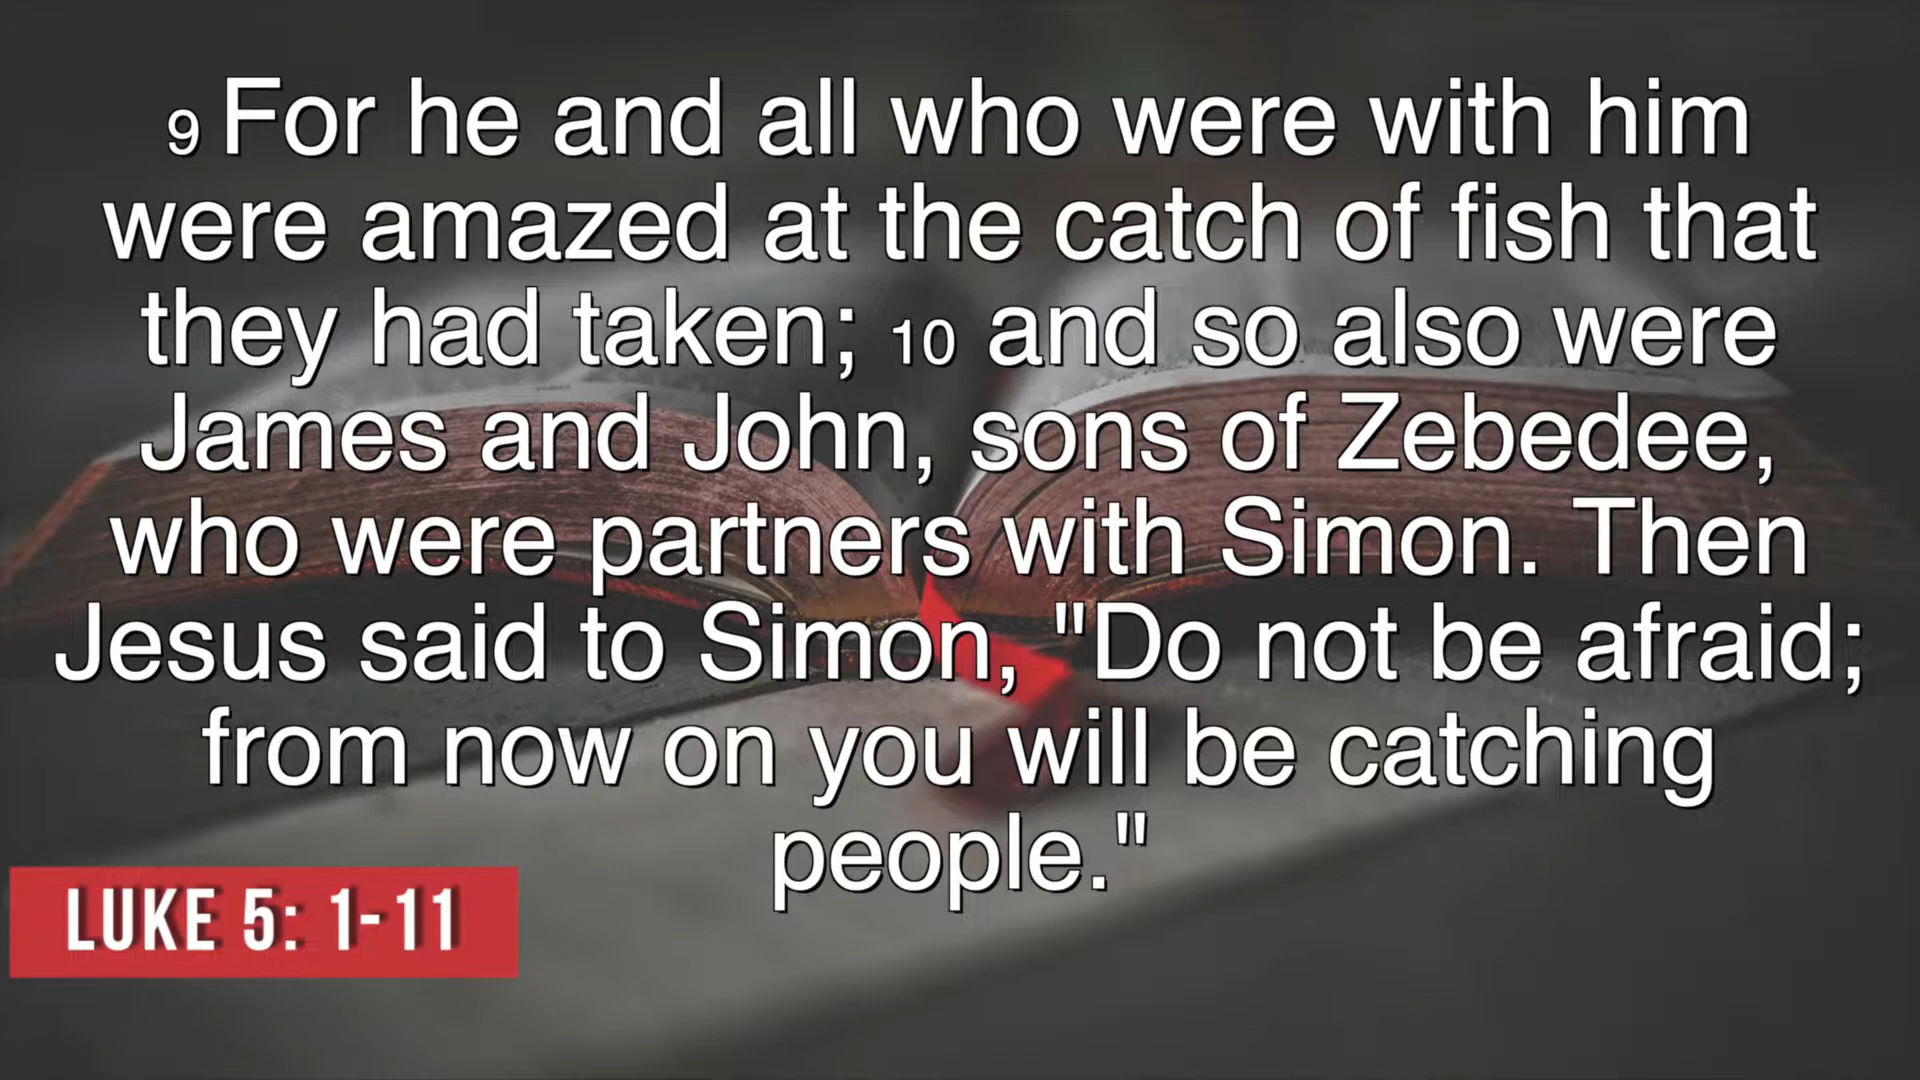 9 For he and all who were with him
were amazed at the catch of fish that
they had taken; 10 and so also were
James and John, sons of Zebedee,
who were partners with Simon. Then
Jesus said to Simon, "Do not be afraid;
from now on you will be catching
people."
LUKE 5: 1-11